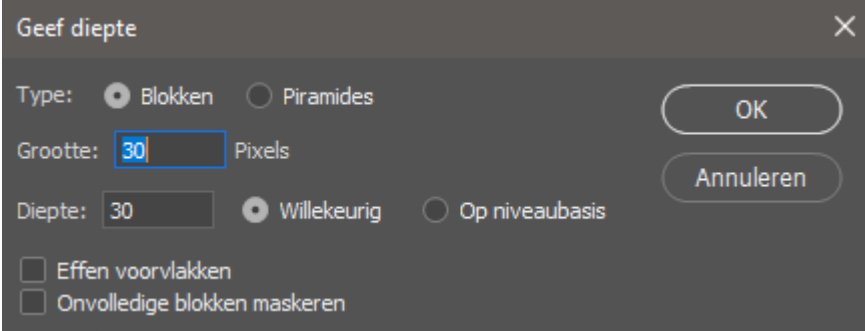 Geef diepte
Type: Blokken Piramides
OK
Grootte: 30 Pixels
Annuleren
Diepte: 30 Willekeurig Op niveaubasis
Effen voorvlakken
Onvolledige blokken maskeren